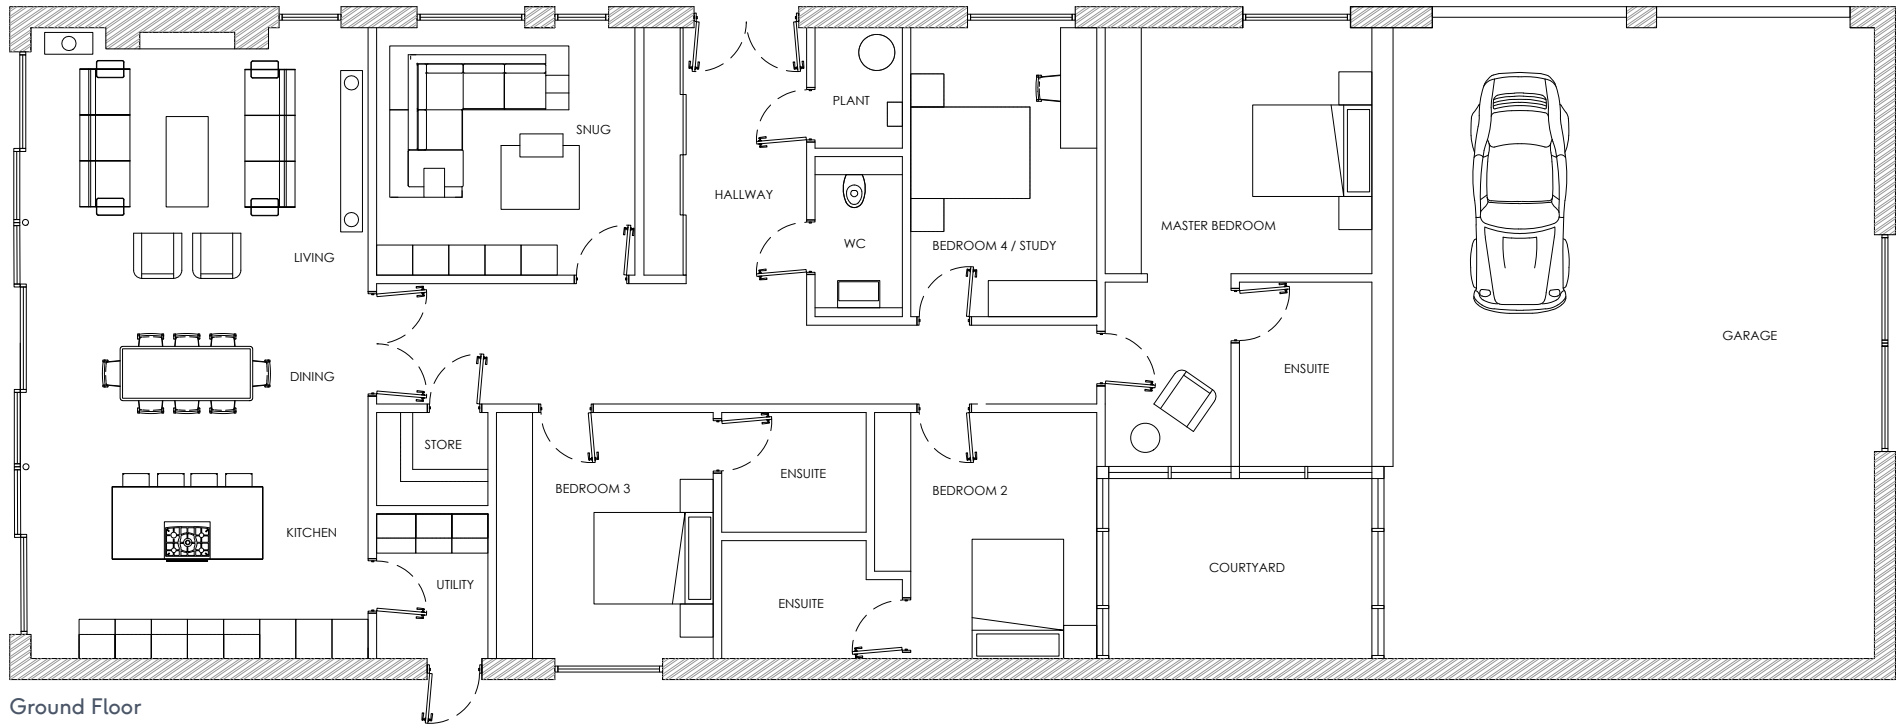 PLANT
SNUG
HALLWAY
MASTER BEDROOM
WC
BEDROOM 4 / STUDY
LIVING
GARAGE
ENSUITE
DINING
STORE
ENSUITE
BEDROOM 3
BEDROOM 2
KITCHEN
COURTYARD
UTILITY
ENSUITE
Ground Floor